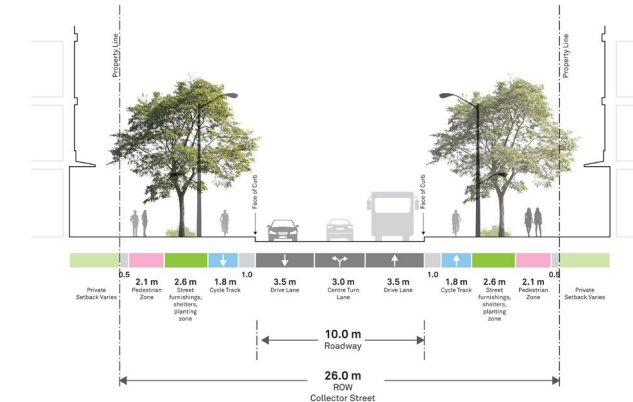 Property Line
Property Line
Face of Curb
Face of Curb
0.5
1.0
1.0
0.5
2.1 m
2.6 m
1.8 m
3.5 m
3.0 m
3.5 m
1.8 m
2.6 m
2.1 m
Private
Setback Varies
Pedestrian
Zone
Street
furnishings,
shelters,
planting
zone
Cycle Track
Drive Lane
Centre Turn
Lane
Drive Lane
Cycle Track
Street
furnishings,
shelters,
planting
zone
Pedestrian
Zone
Private
Setback Varies
10.0 m
Roadway
26.0 m
ROW
Collector Street